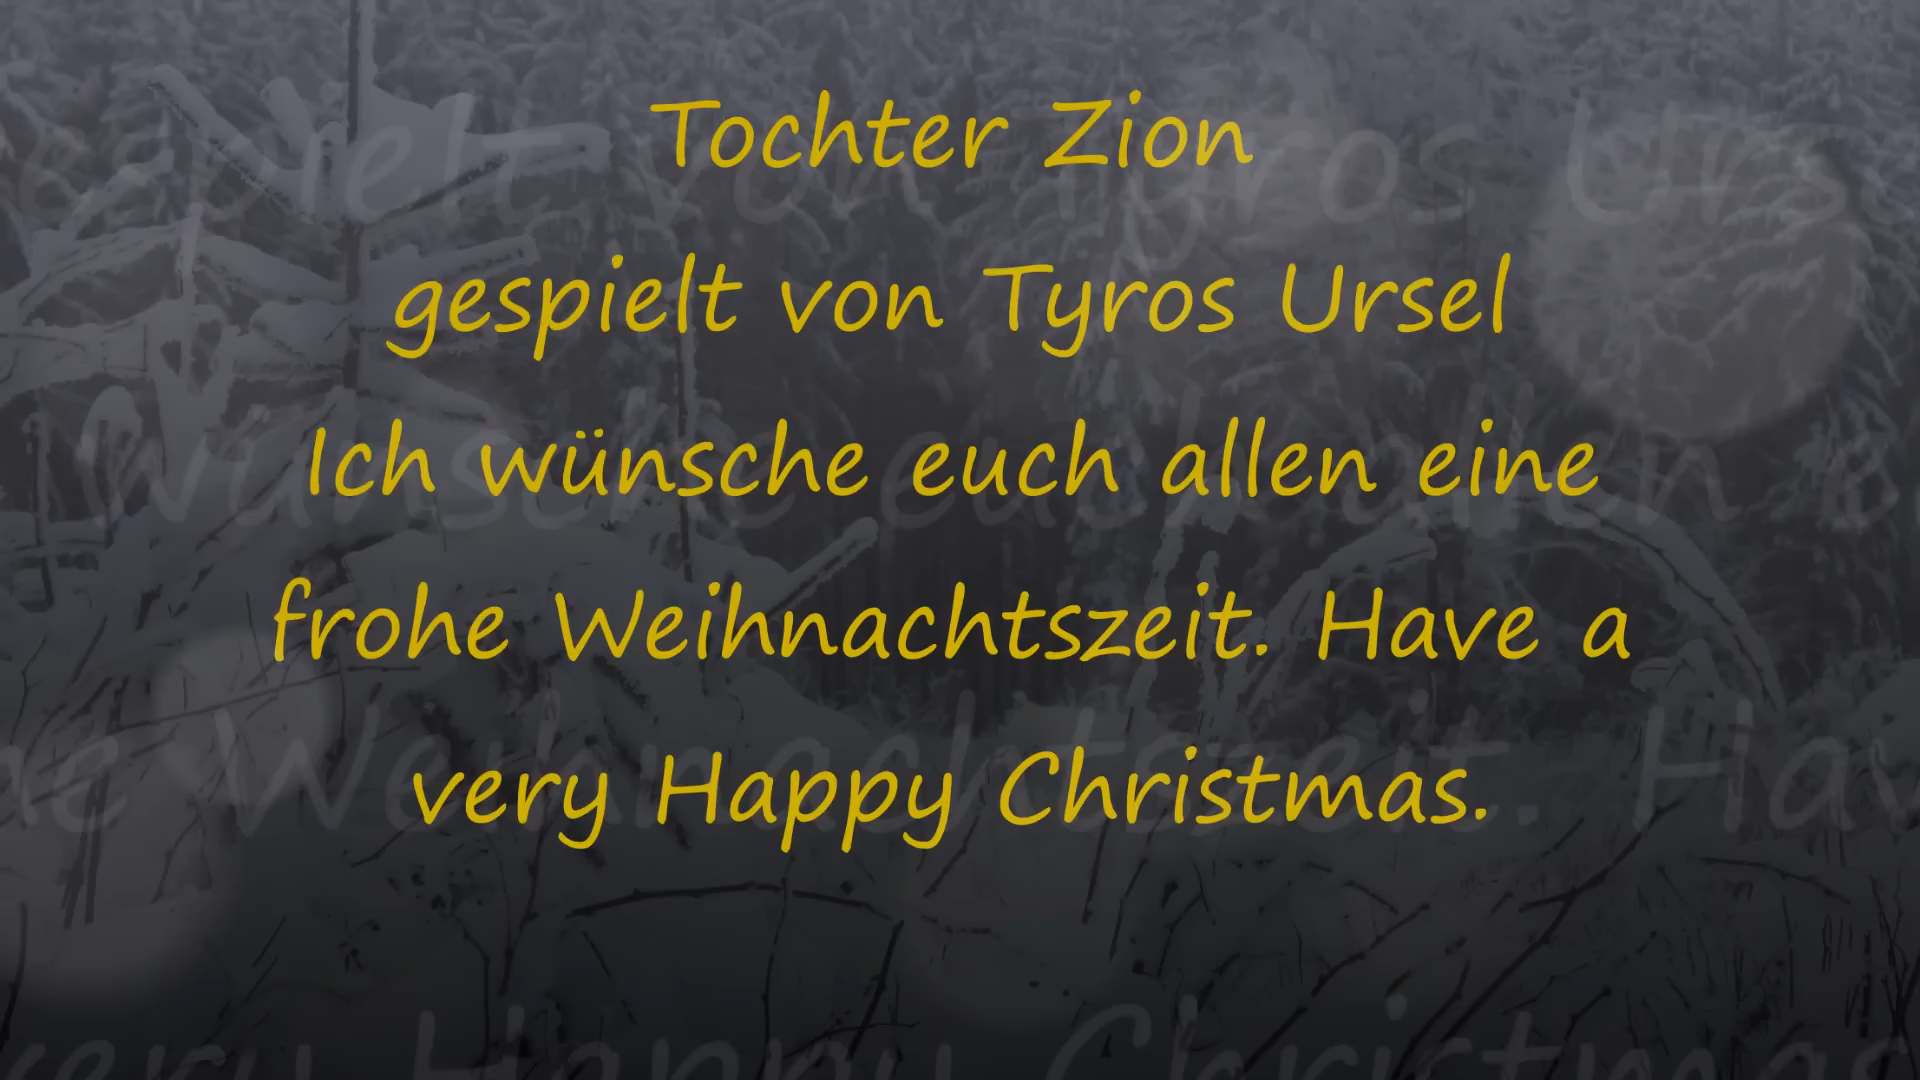 Tochter Zion
gespielt von Tyros Ursel
Ich wünsche euch allen eine
frohe Weihnachtszeit. Have a
very Happy Christmas.